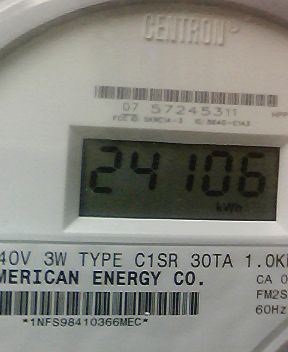 CENTRON
07 57245311
24106
kWh
40V 3W TYPE C1SR 30TA 1.0K
MERICAN ENERGY CO.
CA 0
FM2S
60Hz
*1NFS98410366MEC*